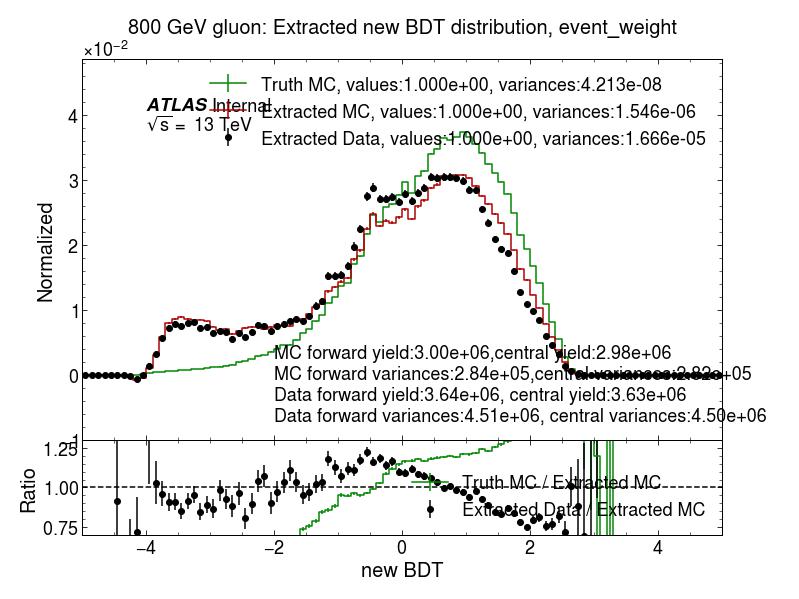 800 GeV gluon: Extracted new BDT distribution, event_weight
×10−2
Truth MC, values:1.000e+00, variances:4.213e-08
ATLAS Internal
Extracted MC, values:1.000e+00, variances:1.546e-06
√s = 13 TeV
Extracted Data, values:1.000e+00, variances:1.666e-05
4
3
2
1
0
Normalized
MC forward yield:3.00e+06,central yield:2.98e+06
MC forward variances:2.84e+05,central variances:2.82e+05
Data forward yield:3.64e+06, central yield:3.63e+06
Data forward variances:4.51e+06, central variances:4.50e+06
1.25
1.00
0.75
Ratio
Truth MC / Extracted MC
Extracted Data / Extracted MC
−4 −2 0 2 4
new BDT